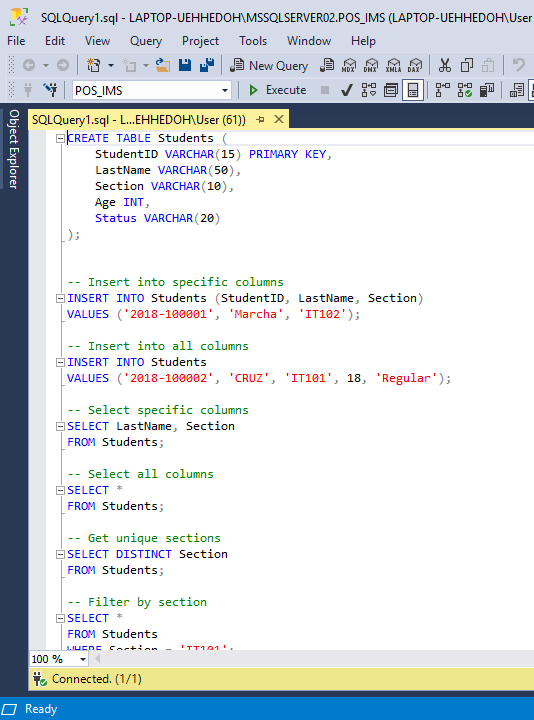 SQLQuery1.sql - LAPTOP-UEHHEDOH\MSSQLSERVER02.POS_IMS (LAPTOP-UEHHEDOH\User
File Edit View Query Project Tools Window Help
New Query MDX DMX XMLA DAX
POS_IMS Execute
Object Explorer
SQLQuery1.sql - L...EHHEDOH\User (61))
CREATE TABLE Students (
    StudentID VARCHAR(15) PRIMARY KEY,
    LastName VARCHAR(50),
    Section VARCHAR(10),
    Age INT,
    Status VARCHAR(20)
);
-- Insert into specific columns
INSERT INTO Students (StudentID, LastName, Section)
VALUES ('2018-100001', 'Marcha', 'IT102');
-- Insert into all columns
INSERT INTO Students
VALUES ('2018-100002', 'CRUZ', 'IT101', 18, 'Regular');
-- Select specific columns
SELECT LastName, Section
FROM Students;
-- Select all columns
SELECT *
FROM Students;
-- Get unique sections
SELECT DISTINCT Section
FROM Students;
-- Filter by section
SELECT *
FROM Students
WHERE Section = 'IT101';
100 %
Connected. (1/1)
Ready